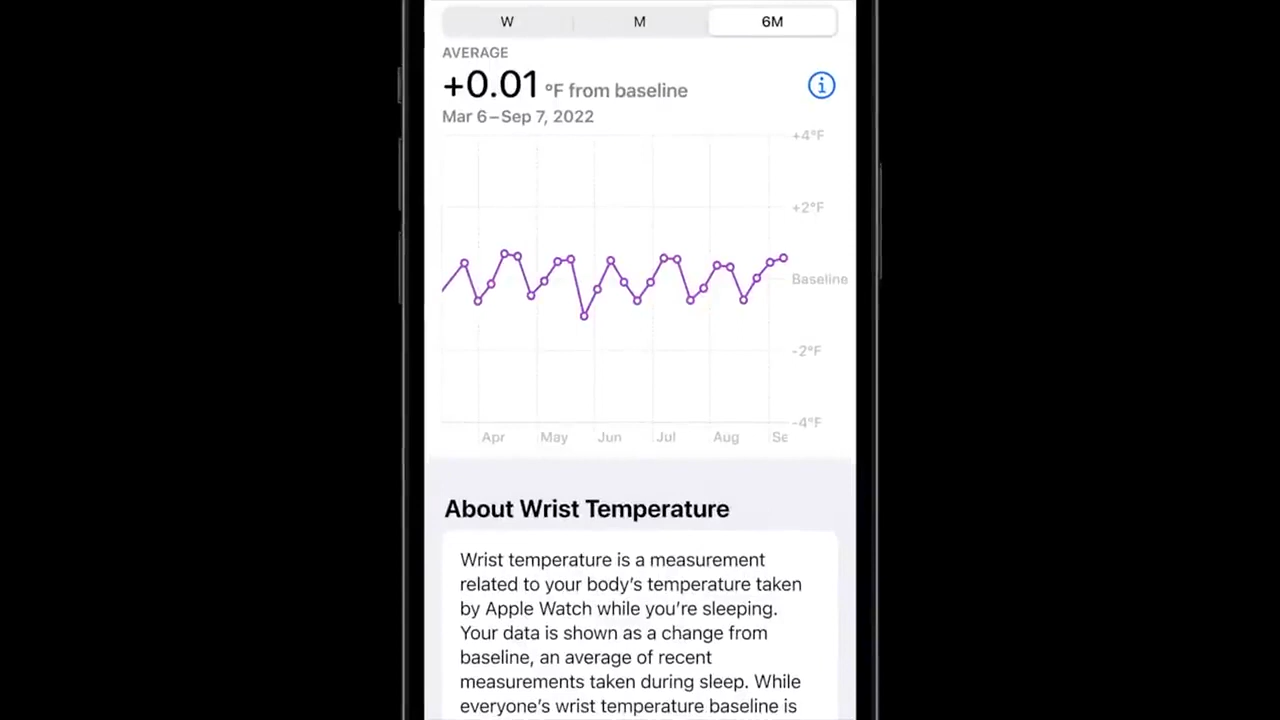 W M 6M
AVERAGE
+0.01 °F from baseline
Mar 6–Sep 7, 2022
+4°F
+2°F
Baseline
-2°F
-4°F
Apr May Jun Jul Aug Se
About Wrist Temperature
Wrist temperature is a measurement
related to your body’s temperature taken
by Apple Watch while you’re sleeping.
Your data is shown as a change from
baseline, an average of recent
measurements taken during sleep. While
everyone’s wrist temperature baseline is